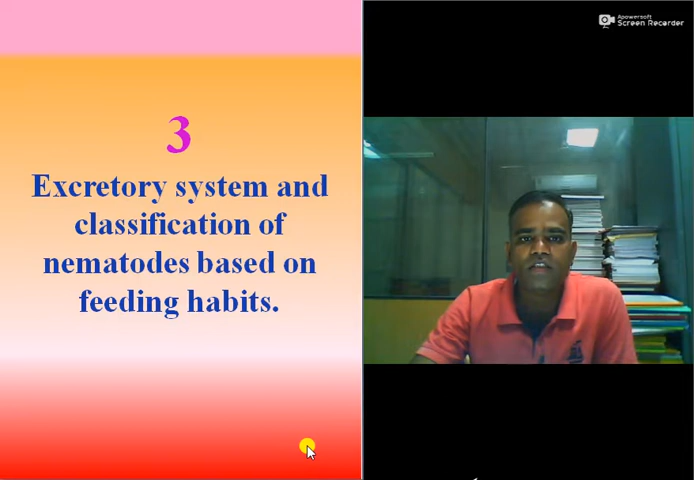 3
Excretory system and
classification of
nematodes based on
feeding habits.
Apowersoft
Screen Recorder